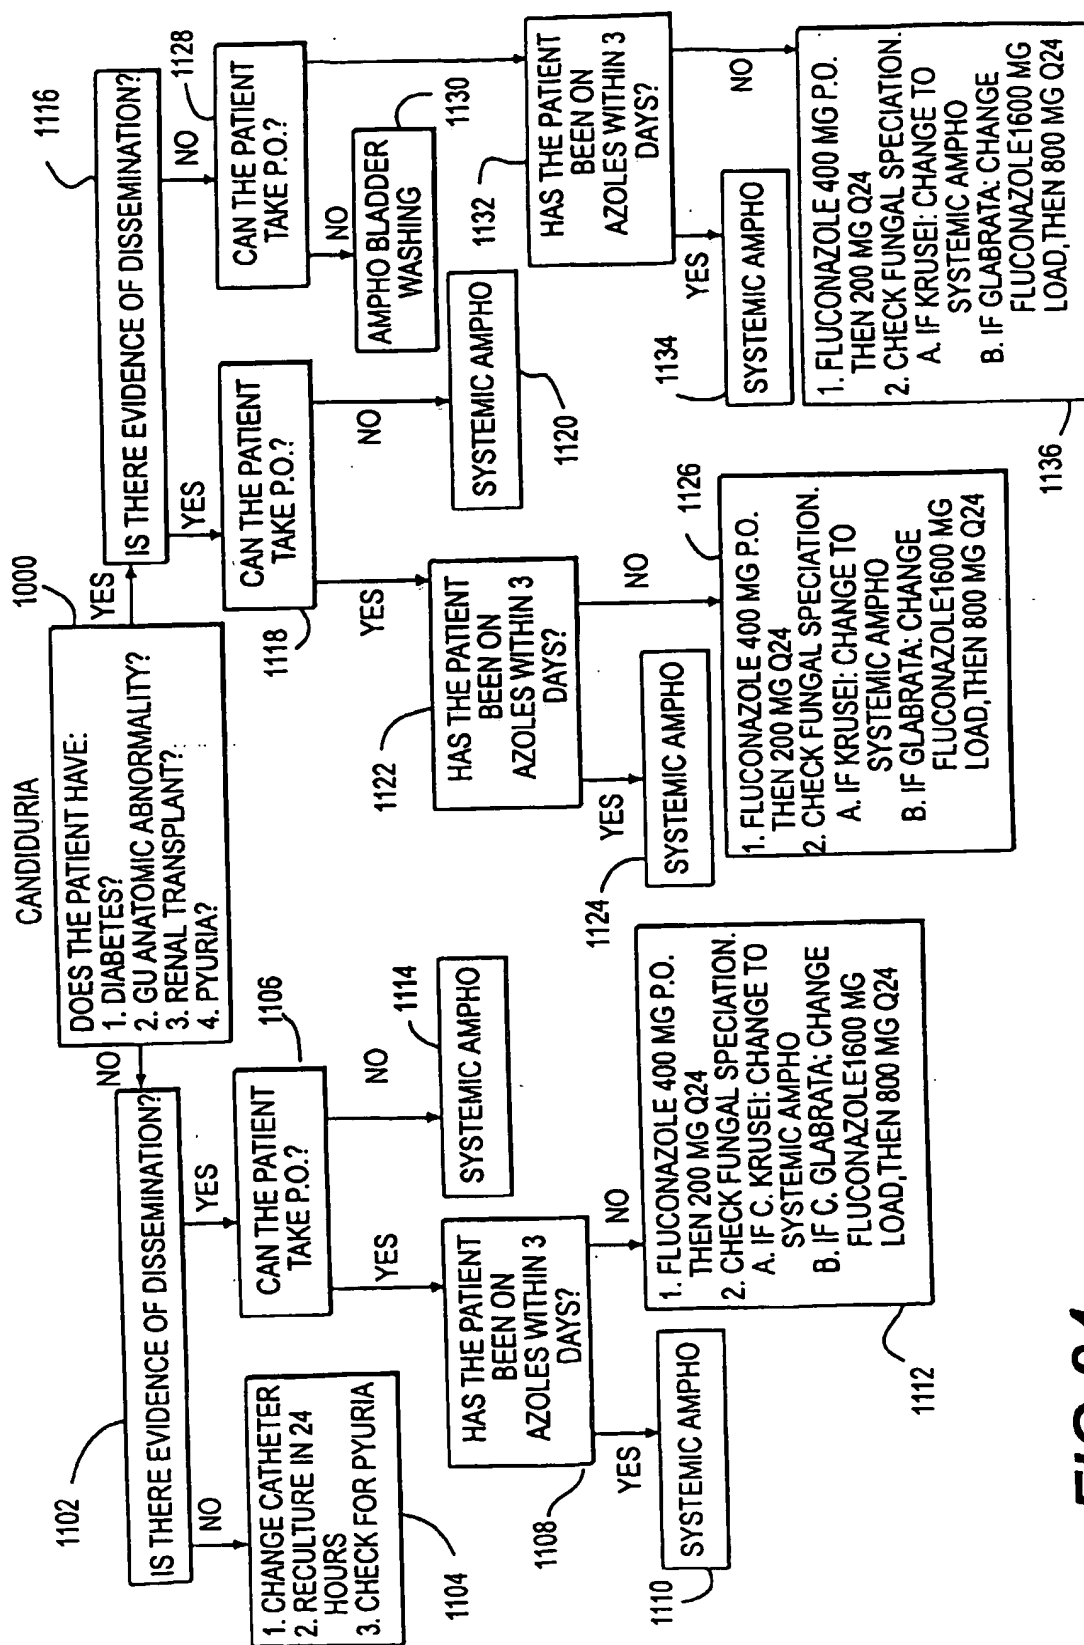 CANDIDURIA
1000
DOES THE PATIENT HAVE:
1. DIABETES?
2. GU ANATOMIC ABNORMALITY?
3. RENAL TRANSPLANT?
4. PYURIA?
NO
YES
1102
IS THERE EVIDENCE OF DISSEMINATION?
NO
YES
1104
1. CHANGE CATHETER
2. RECULTURE IN 24
HOURS
3. CHECK FOR PYURIA
1106
CAN THE PATIENT
TAKE P.O.?
YES
NO
1108
HAS THE PATIENT
BEEN ON
AZOLES WITHIN 3
DAYS?
YES
NO
1114
SYSTEMIC AMPHO
1110
SYSTEMIC AMPHO
1112
1. FLUCONAZOLE 400 MG P.O.
THEN 200 MG Q24
2. CHECK FUNGAL SPECIATION.
A. IF C. KRUSEI: CHANGE TO
SYSTEMIC AMPHO
B. IF C. GLABRATA: CHANGE
FLUCONAZOLE1600 MG
LOAD,THEN 800 MG Q24
1116
IS THERE EVIDENCE OF DISSEMINATION?
YES
NO
1118
CAN THE PATIENT
TAKE P.O.?
YES
NO
1120
SYSTEMIC AMPHO
1122
HAS THE PATIENT
BEEN ON
AZOLES WITHIN 3
DAYS?
YES
NO
1124
SYSTEMIC AMPHO
1126
1. FLUCONAZOLE 400 MG P.O.
THEN 200 MG Q24
2. CHECK FUNGAL SPECIATION.
A. IF KRUSEI: CHANGE TO
SYSTEMIC AMPHO
B. IF GLABRATA: CHANGE
FLUCONAZOLE1600 MG
LOAD,THEN 800 MG Q24
1128
CAN THE PATIENT
TAKE P.O.?
NO
1130
AMPHO BLADDER
WASHING
1132
HAS THE PATIENT
BEEN ON
AZOLES WITHIN 3
DAYS?
YES
NO
1134
SYSTEMIC AMPHO
1136
1. FLUCONAZOLE 400 MG P.O.
THEN 200 MG Q24
2. CHECK FUNGAL SPECIATION.
A. IF KRUSEI: CHANGE TO
SYSTEMIC AMPHO
B. IF GLABRATA: CHANGE
FLUCONAZOLE1600 MG
LOAD,THEN 800 MG Q24
FIG